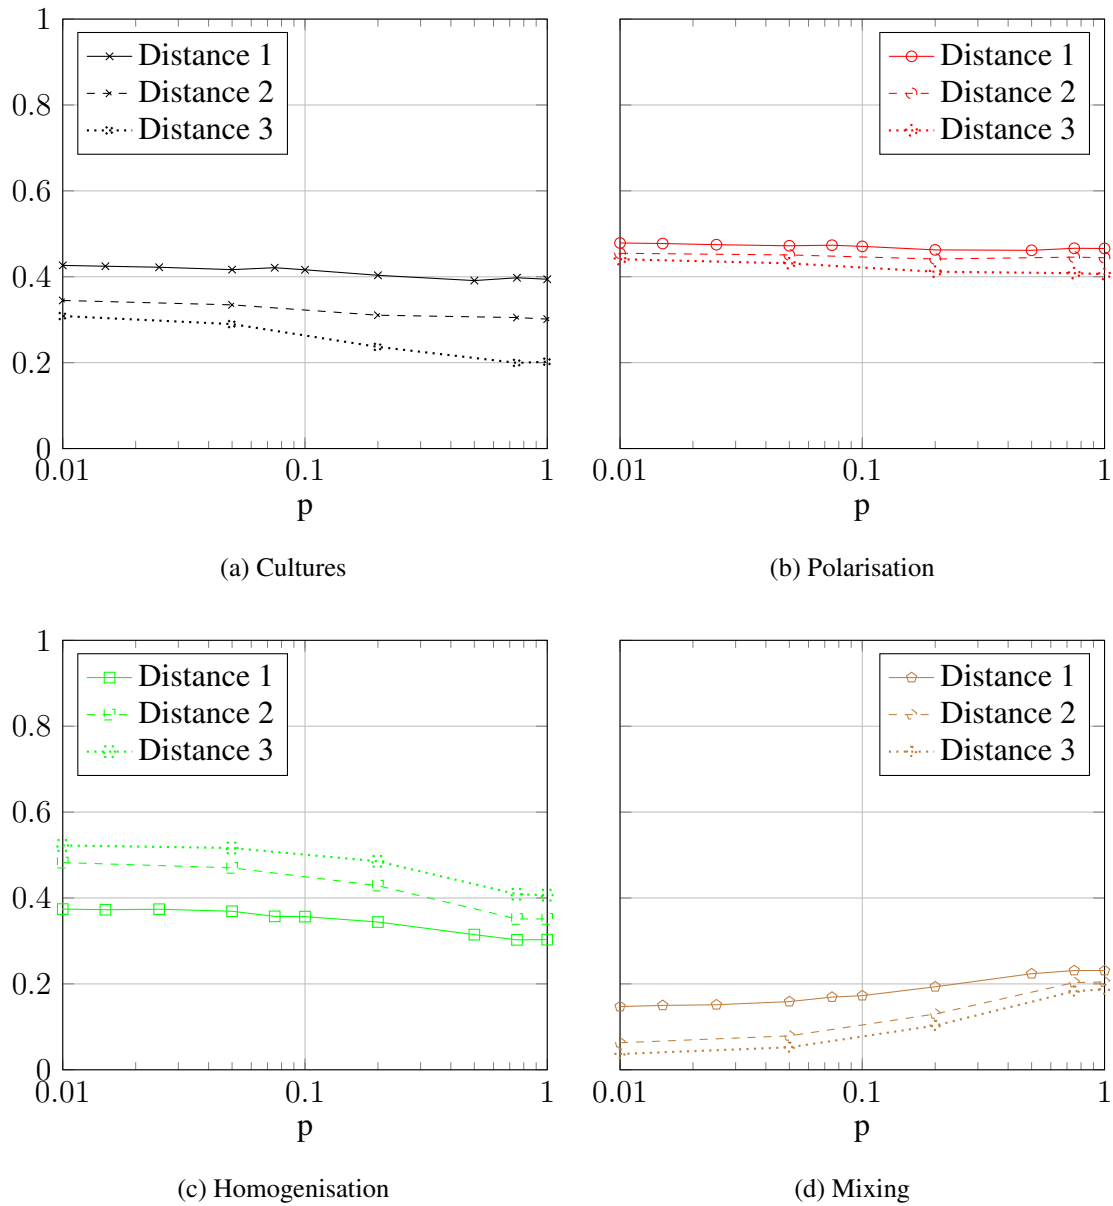 1
0.8
0.6
0.4
0.2
0
Distance 1
Distance 2
Distance 3
0.01 0.1 1
p
(a) Cultures
Distance 1
Distance 2
Distance 3
0.01 0.1 1
p
(b) Polarisation
1
0.8
0.6
0.4
0.2
0
Distance 1
Distance 2
Distance 3
0.01 0.1 1
p
(c) Homogenisation
Distance 1
Distance 2
Distance 3
0.01 0.1 1
p
(d) Mixing